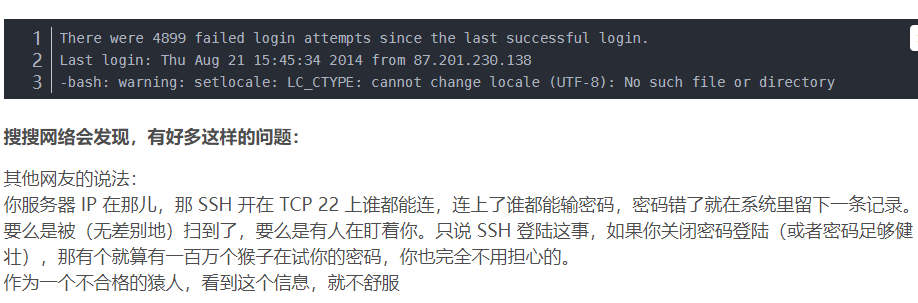 1 There were 4899 failed login attempts since the last successful login.
2 Last login: Thu Aug 21 15:45:34 2014 from 87.201.230.138
3 -bash: warning: setlocale: LC_CTYPE: cannot change locale (UTF-8): No such file or directory
搜搜网络会发现，有好多这样的问题：
其他网友的说法：
你服务器 IP 在那儿，那 SSH 开在 TCP 22 上谁都能连，连上了谁都能输密码，密码错了就在系统里留下一条记录。
要么是被（无差别地）扫到了，要么是有人在盯着你。只说 SSH 登陆这事，如果你关闭密码登陆（或者密码足够健
壮），那有个就算有一百万个猴子在试你的密码，你也完全不用担心的。
作为一个不合格的猿人，看到这个信息，就不舒服